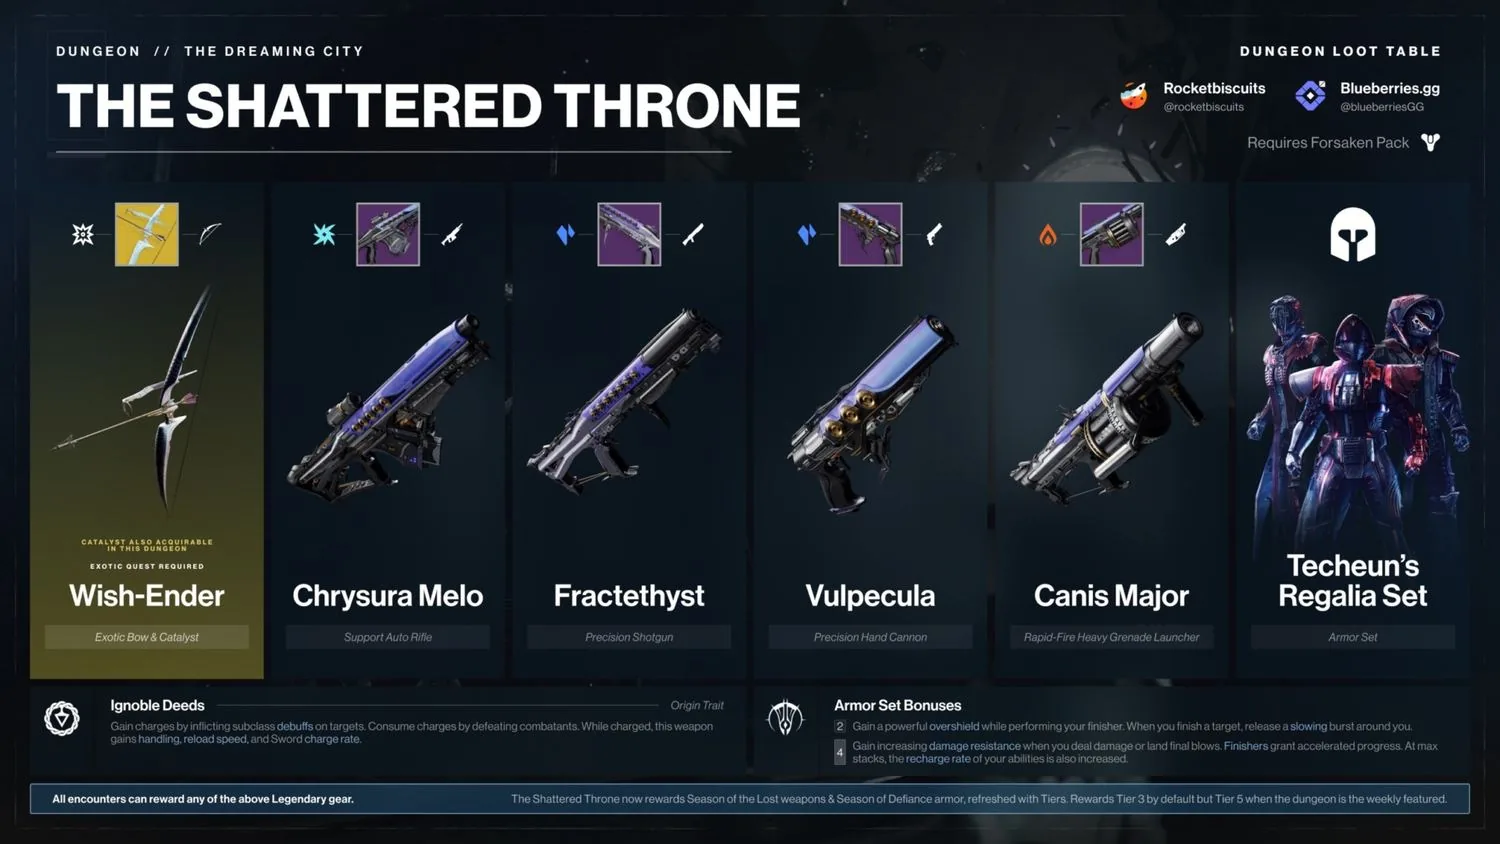 DUNGEON // THE DREAMING CITY
THE SHATTERED THRONE
DUNGEON LOOT TABLE
Rocketbiscuits
@rocketbiscuits
Blueberries.gg
@blueberriesGG
Requires Forsaken Pack
CATALYST ALSO ACQUIRABLE
IN THIS DUNGEON
EXOTIC QUEST REQUIRED
Wish-Ender
Exotic Bow & Catalyst
Chrysura Melo
Support Auto Rifle
Fractethyst
Precision Shotgun
Vulpecula
Precision Hand Cannon
Canis Major
Rapid-Fire Heavy Grenade Launcher
Techeun's
Regalia Set
Armor Set
Ignoble Deeds
Origin Trait
Gain charges by inflicting subclass debuffs on targets. Consume charges by defeating combatants. While charged, this weapon
gains handling, reload speed, and Sword charge rate.
Armor Set Bonuses
2 Gain a powerful overshield while performing your finisher. When you finish a target, release a slowing burst around you.
4 Gain increasing damage resistance when you deal damage or land final blows. Finishers grant accelerated progress. At max
stacks, the recharge rate of your abilities is also increased.
All encounters can reward any of the above Legendary gear.
The Shattered Throne now rewards Season of the Lost weapons & Season of Defiance armor, refreshed with Tiers. Rewards Tier 3 by default but Tier 5 when the dungeon is the weekly featured.